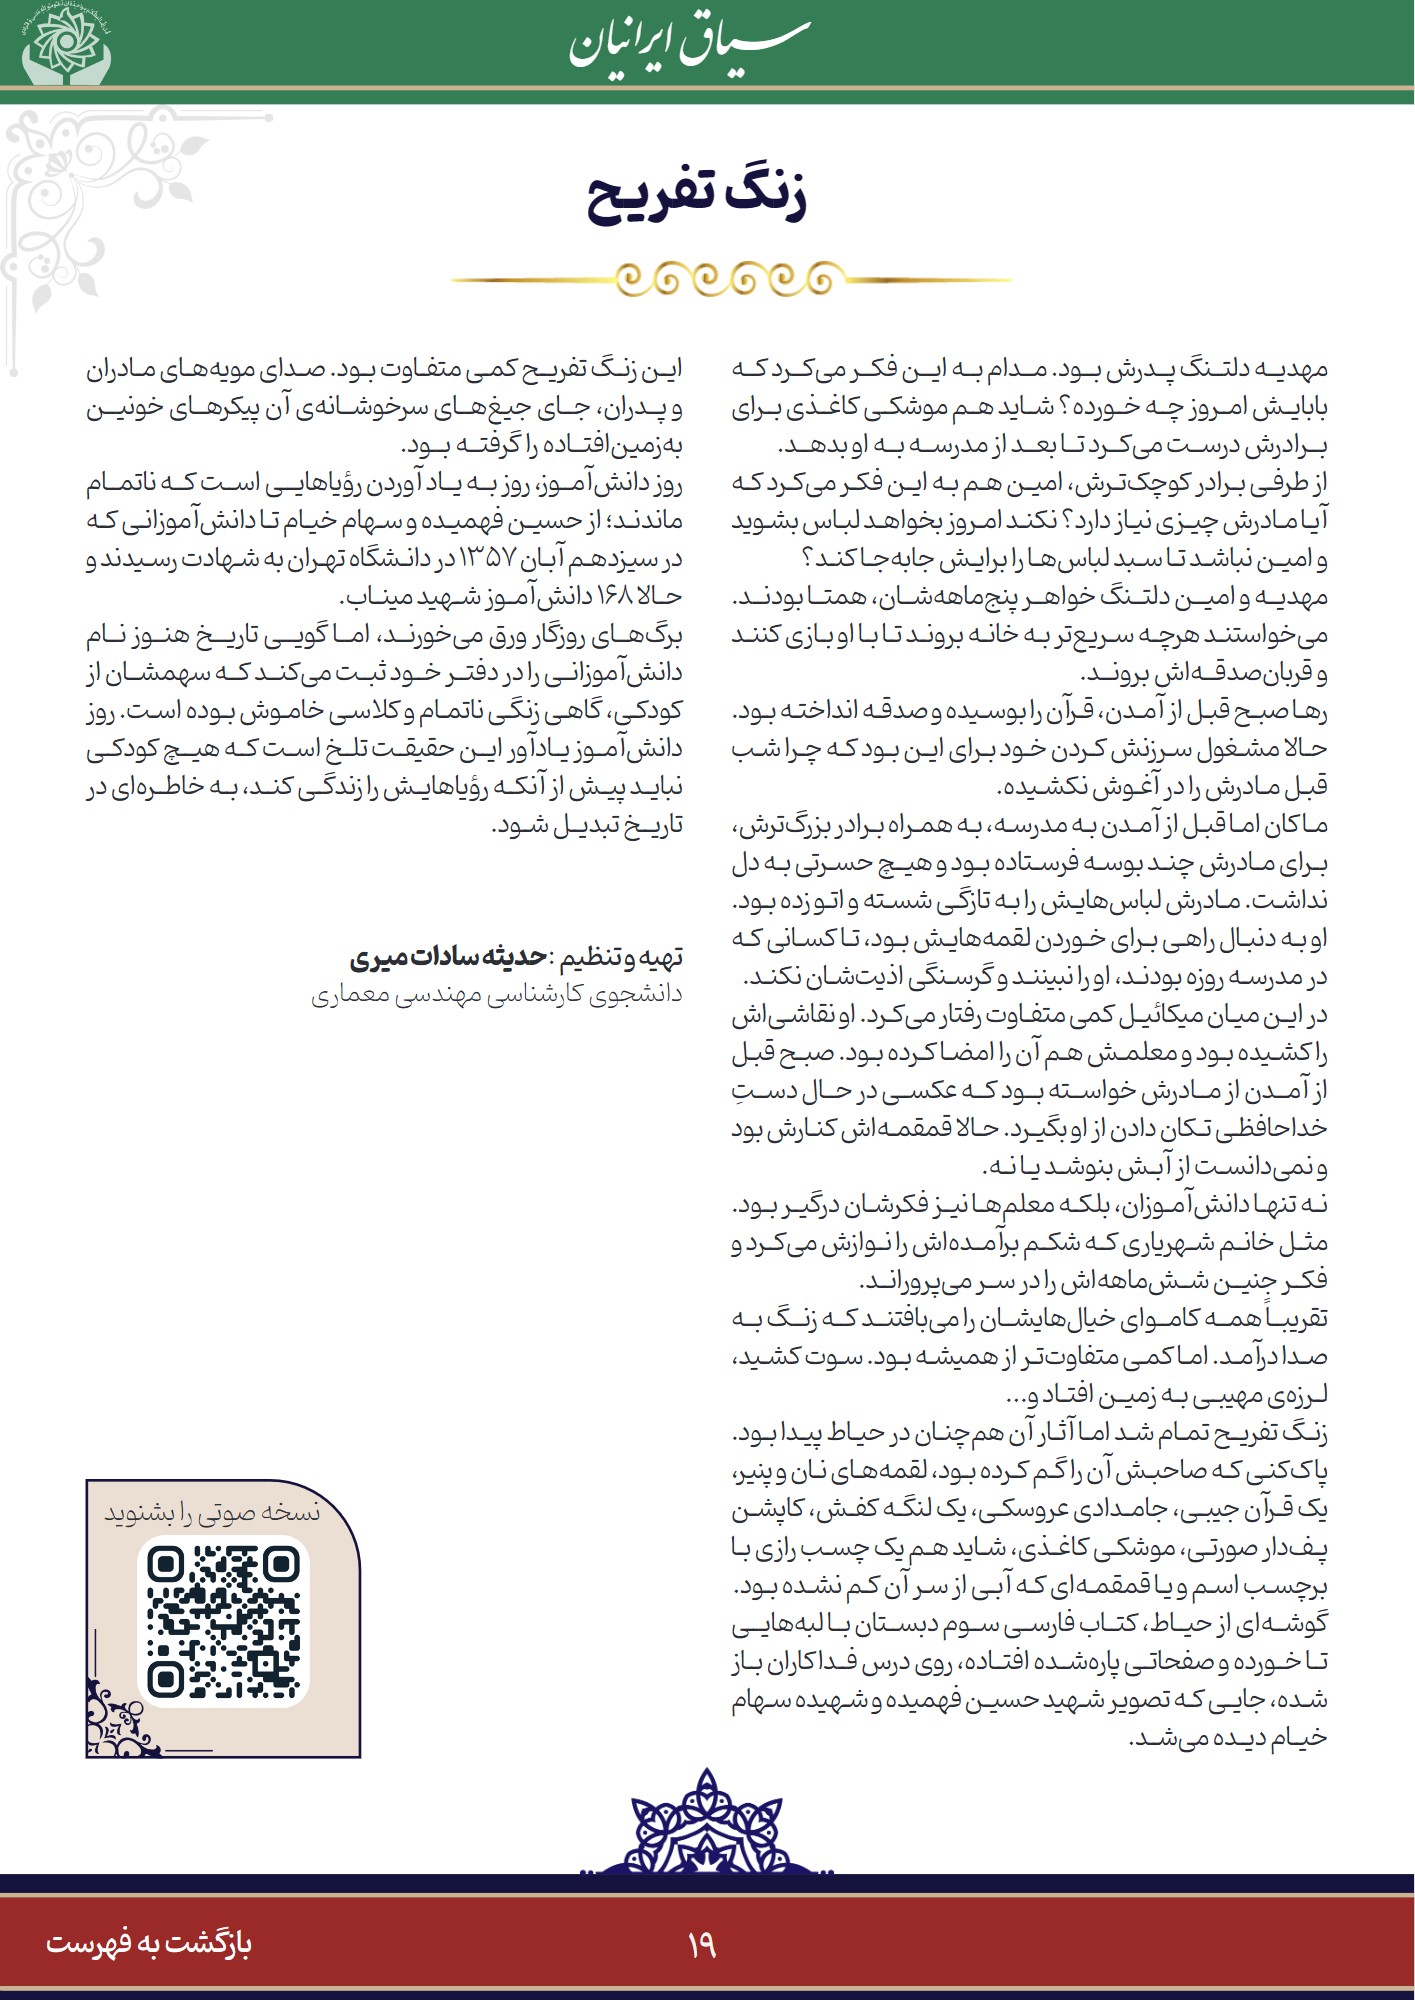 سیاق ایرانیان
زنگ تفریح
مهدیه دلتنگ پدرش بود. مدام به این فکر می‌کرد که
بابایش امروز چه خورده؟ شاید هم موشکی کاغذی برای
برادرش درست می‌کرد تا بعد از مدرسه به او بدهد.
از طرفی برادر کوچک‌ترش، امین هم به این فکر می‌کرد که
آیا مادرش چیزی نیاز دارد؟ نکند امروز بخواهد لباس بشوید
و امین نباشد تا سبد لباس‌ها را برایش جابه‌جا کند؟
مهدیه و امین دلتنگ خواهر پنج‌ماهه‌شان، همتا بودند.
می‌خواستند هرچه سریع‌تر به خانه بروند تا با او بازی کنند
و قربان‌صدقه‌اش بروند.
رها صبح قبل از آمدن، قرآن را بوسیده و صدقه انداخته بود.
حالا مشغول سرزنش کردن خود برای این بود که چرا شب
قبل مادرش را در آغوش نکشیده.
ماکان اما قبل از آمدن به مدرسه، به همراه برادر بزرگ‌ترش،
برای مادرش چند بوسه فرستاده بود و هیچ حسرتی به دل
نداشت. مادرش لباس‌هایش را به تازگی شسته و اتو زده بود.
او به دنبال راهی برای خوردن لقمه‌هایش بود، تا کسانی که
در مدرسه روزه بودند، او را نبینند و گرسنگی اذیت‌شان نکند.
در این میان میکائیل کمی متفاوت رفتار می‌کرد. او نقاشی‌اش
را کشیده بود و معلمش هم آن را امضا کرده بود. صبح قبل
از آمدن از مادرش خواسته بود که عکسی در حال دستِ
خداحافظی تکان دادن از او بگیرد. حالا قمقمه‌اش کنارش بود
و نمی‌دانست از آبش بنوشد یا نه.
نه تنها دانش‌آموزان، بلکه معلم‌ها نیز فکرشان درگیر بود.
مثل خانم شهریاری که شکم برآمده‌اش را نوازش می‌کرد و
فکر جنین شش‌ماهه‌اش را در سر می‌پروراند.
تقریباً همه کاموای خیال‌هایشان را می‌بافتند که زنگ به
صدا درآمد. اما کمی متفاوت‌تر از همیشه بود. سوت کشید،
لرزه‌ی مهیبی به زمین افتاد و...
زنگ تفریح تمام شد اما آثار آن هم‌چنان در حیاط پیدا بود.
پاک‌کنی که صاحبش آن را گم کرده بود، لقمه‌های نان و پنیر،
یک قرآن جیبی، جامدادی عروسکی، یک لنگه کفش، کاپشن
پف‌دار صورتی، موشکی کاغذی، شاید هم یک چسب رازی با
برچسب اسم و یا قمقمه‌ای که آبی از سر آن کم نشده بود.
گوشه‌ای از حیاط، کتاب فارسی سوم دبستان با لبه‌هایی
تا خورده و صفحاتی پاره‌شده افتاده، روی درس فداکاران باز
شده، جایی که تصویر شهید حسین فهمیده و شهیده سهام
خیام دیده می‌شد.
این زنگ تفریح کمی متفاوت بود. صدای مویه‌های مادران
و پدران، جای جیغ‌های سرخوشانه‌ی آن پیکرهای خونین
به‌زمین‌افتاده را گرفته بود.
روز دانش‌آموز، روز به یاد آوردن رؤیاهایی است که ناتمام
ماندند؛ از حسین فهمیده و سهام خیام تا دانش‌آموزانی که
در سیزدهم آبان ۱۳۵۷ در دانشگاه تهران به شهادت رسیدند و
حالا ۱۶۸ دانش‌آموز شهید میناب.
برگ‌های روزگار ورق می‌خورند، اما گویی تاریخ هنوز نام
دانش‌آموزانی را در دفتر خود ثبت می‌کند که سهمشان از
کودکی، گاهی زنگی ناتمام و کلاسی خاموش بوده است. روز
دانش‌آموز یادآور این حقیقت تلخ است که هیچ کودکی
نباید پیش از آنکه رؤیاهایش را زندگی کند، به خاطره‌ای در
تاریخ تبدیل شود.
تهیه و تنظیم : حدیثه سادات میری
دانشجوی کارشناسی مهندسی معماری
نسخه صوتی را بشنوید
۱۹
بازگشت به فهرست